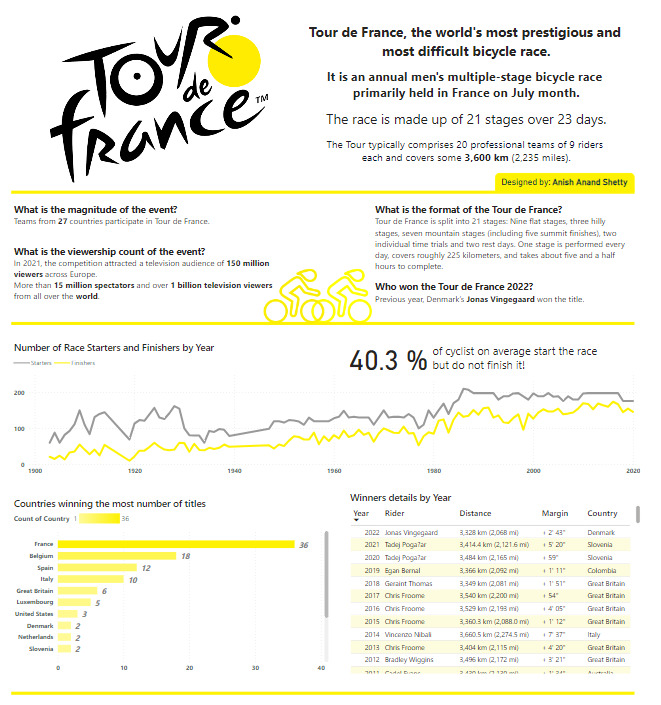 TOUR
de
france™
Tour de France, the world's most prestigious and
most difficult bicycle race.
It is an annual men's multiple-stage bicycle race
primarily held in France on July month.
The race is made up of 21 stages over 23 days.
The Tour typically comprises 20 professional teams of 9 riders
each and covers some 3,600 km (2,235 miles).
Designed by: Anish Anand Shetty
What is the magnitude of the event?
Teams from 27 countries participate in Tour de France.
What is the viewership count of the event?
In 2021, the competition attracted a television audience of 150 million
viewers across Europe.
More than 15 million spectators and over 1 billion television viewers
from all over the world.
What is the format of the Tour de France?
Tour de France is split into 21 stages: Nine flat stages, three hilly
stages, seven mountain stages (including five summit finishes), two
individual time trials and two rest days. One stage is performed every
day, covers roughly 225 kilometers, and takes about five and a half
hours to complete.
Who won the Tour de France 2022?
Previous year, Denmark's Jonas Vingegaard won the title.
Number of Race Starters and Finishers by Year
Starters Finishers
40.3 %
of cyclist on average start the race
but do not finish it!
200
100
0
1900 1920 1940 1960 1980 2000 2020
Countries winning the most number of titles
Count of Country 1 36
France 36
Belgium 18
Spain 12
Italy 10
Great Britain 6
Luxembourg 5
United States 3
Denmark 2
Netherlands 2
Slovenia 2
0 10 20 30 40
Winners details by Year
Year Rider Distance Margin Country
2022 Jonas Vingegaard 3,328 km (2,068 mi) + 2' 43" Denmark
2021 Tadej Poga?ar 3,414.4 km (2,121.6 mi) + 5' 20" Slovenia
2020 Tadej Poga?ar 3,484 km (2,165 mi) + 59" Slovenia
2019 Egan Bernal 3,366 km (2,092 mi) + 1' 11" Colombia
2018 Geraint Thomas 3,349 km (2,081 mi) + 1' 51" Great Britain
2017 Chris Froome 3,540 km (2,200 mi) + 54" Great Britain
2016 Chris Froome 3,529 km (2,193 mi) + 4' 05" Great Britain
2015 Chris Froome 3,360.3 km (2,088.0 mi) + 1' 12" Great Britain
2014 Vincenzo Nibali 3,660.5 km (2,274.5 mi) + 7' 37" Italy
2013 Chris Froome 3,404 km (2,115 mi) + 4' 20" Great Britain
2012 Bradley Wiggins 3,496 km (2,172 mi) + 3' 21" Great Britain